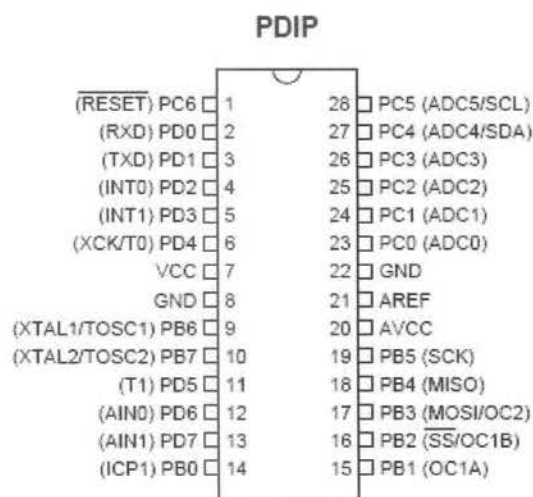 PDIP
(RESET) PC6 1 28 PC5 (ADC5/SCL)
(RXD) PD0 2 27 PC4 (ADC4/SDA)
(TXD) PD1 3 26 PC3 (ADC3)
(INT0) PD2 4 25 PC2 (ADC2)
(INT1) PD3 5 24 PC1 (ADC1)
(XCK/T0) PD4 6 23 PC0 (ADC0)
VCC 7 22 GND
GND 8 21 AREF
(XTAL1/TOSC1) PB6 9 20 AVCC
(XTAL2/TOSC2) PB7 10 19 PB5 (SCK)
(T1) PD5 11 18 PB4 (MISO)
(AIN0) PD6 12 17 PB3 (MOSI/OC2)
(AIN1) PD7 13 16 PB2 (SS/OC1B)
(ICP1) PB0 14 15 PB1 (OC1A)